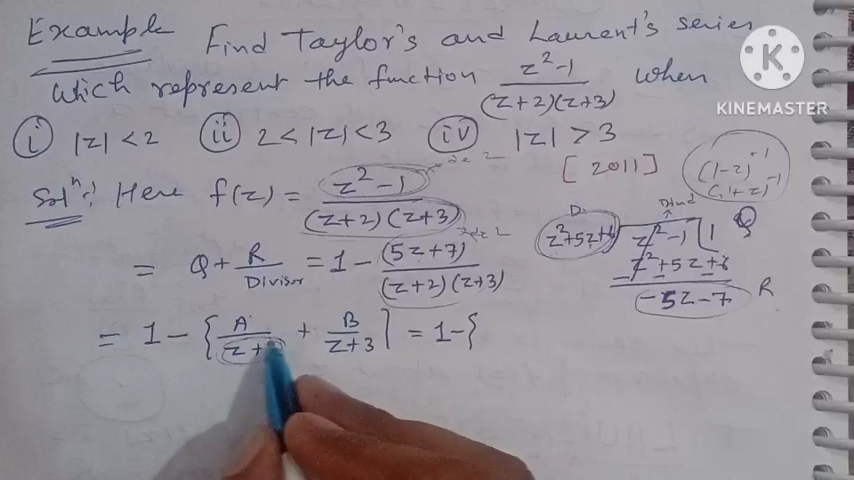 Example Find Taylor's and Laurent's series
which represent the function z²-1/(z+2)(z+3) when
(i) |z| < 2 (ii) 2 < |z| < 3 (iv) |z| > 3
[2011]
Solⁿ: Here f(z) = z²-1/(z+2)(z+3)
(1-z)⁻¹
(1+z)⁻¹
= Q + R/Divisor = 1 - (5z+7)/(z+2)(z+3)
z²+5z+6 z²-1 1 Q
z²+5z+6
-5z-7 R
= 1 - { A/z+ + B/z+3 } = 1 - {
K
KINEMASTER